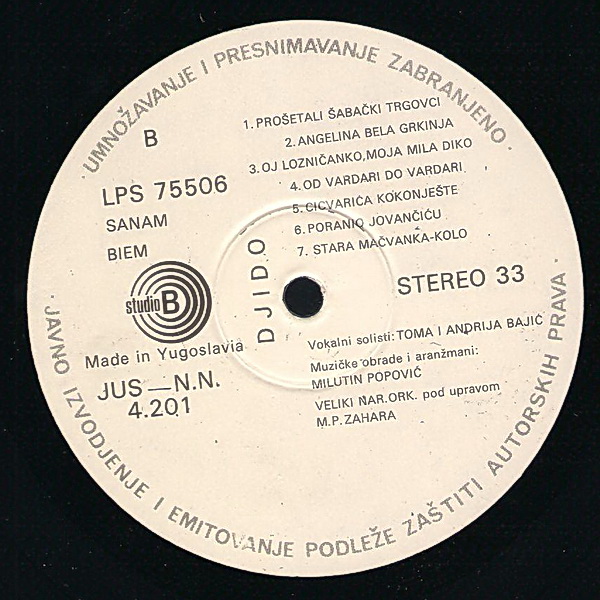 UMNOŽAVANJE I PRESNIMAVANJE ZABRANJENO
B
LPS 75506
SANAM
BIEM
studio B
Made in Yugoslavia
JUS — N.N.
4.201
DJIDO
1. PROŠETALI ŠABAČKI TRGOVCI
2. ANGELINA BELA GRKINJA
3. OJ LOZNIČANKO, MOJA MILA DIKO
4. OD VARDARI DO VARDARI
5. CICVARIĆA KOKONJEŠTE
6. PORANIO JOVANČIĆU
7. STARA MAČVANKA-KOLO
STEREO 33
Vokalni solisti: TOMA I ANDRIJA BAJIĆ
Muzičke obrade i aranžmani:
MILUTIN POPOVIĆ
VELIKI NAR.ORK. pod upravom
M.P. ZAHARA
JAVNO IZVODJENJE I EMITOVANJE PODLEŽE ZAŠTITI AUTORSKIH PRAVA